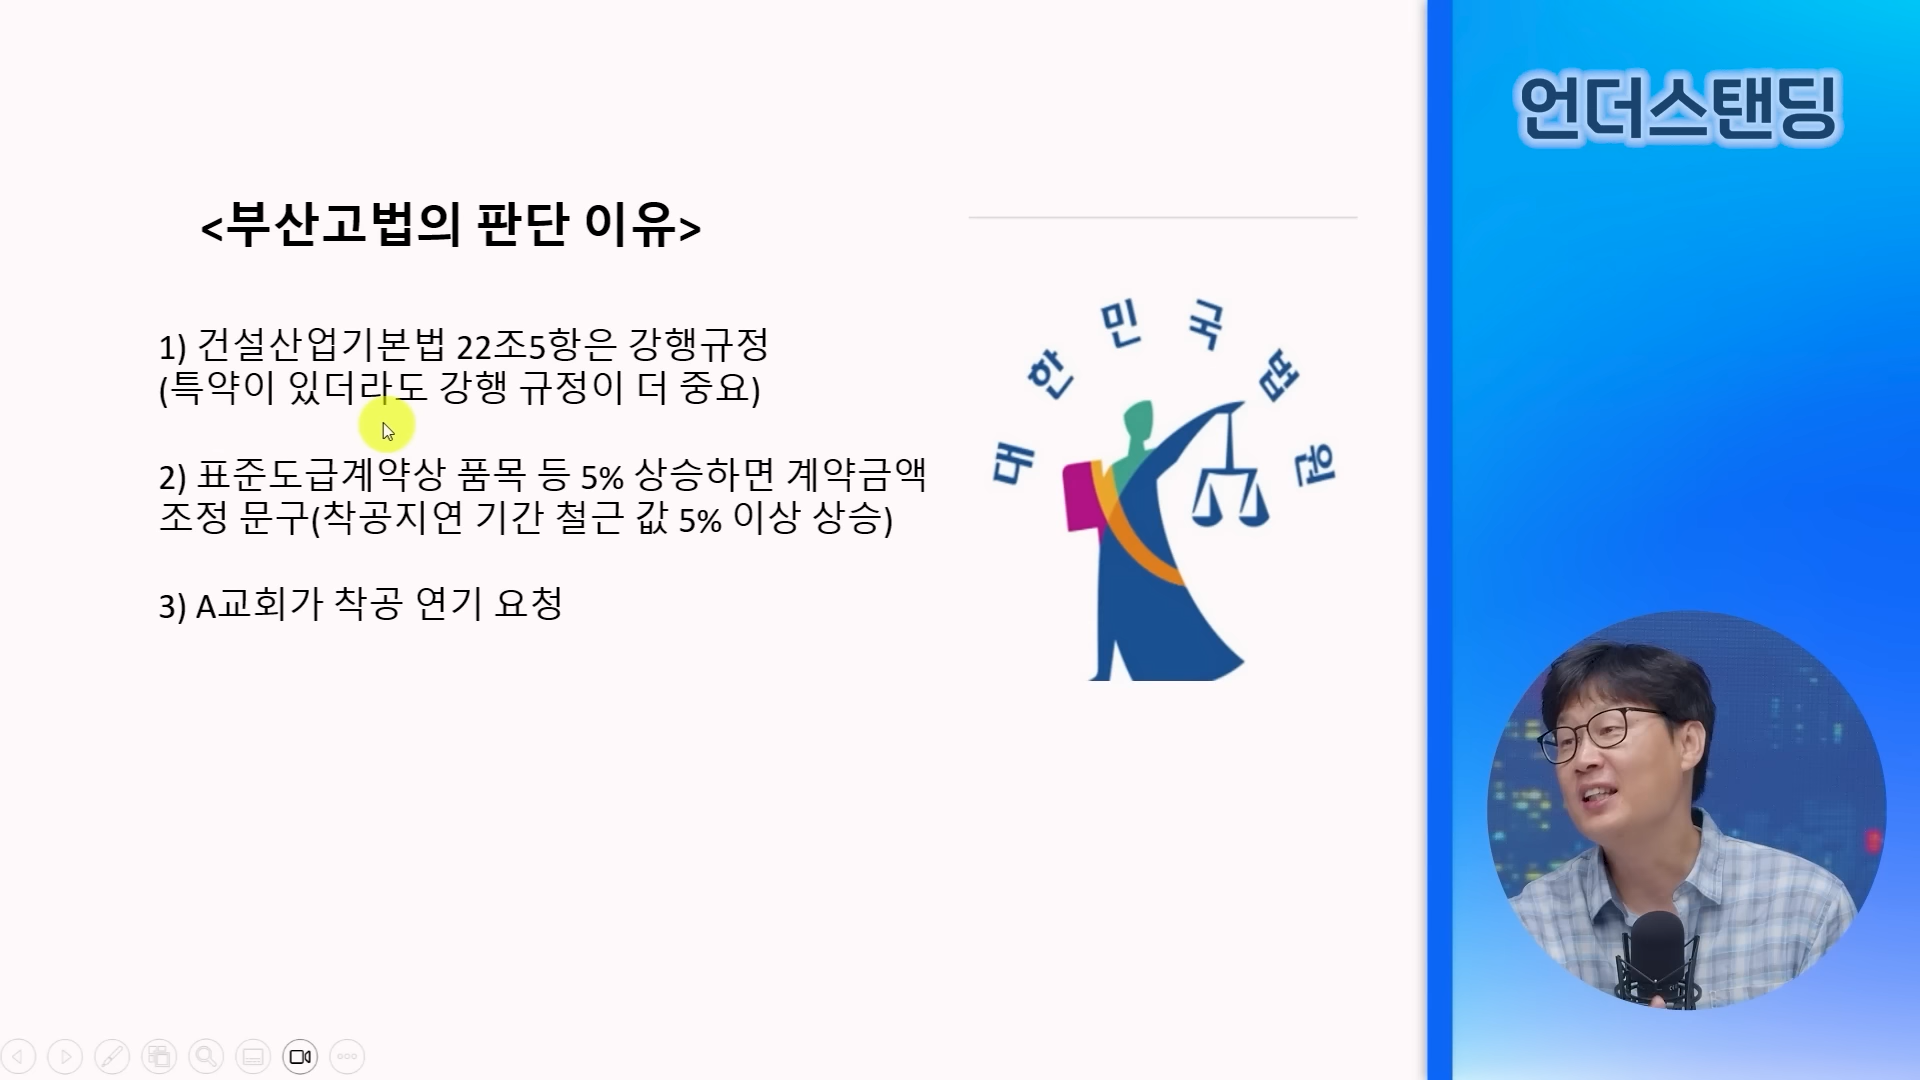 언더스탠딩
<부산고법의 판단 이유>
1) 건설산업기본법 22조5항은 강행규정
(특약이 있더라도 강행 규정이 더 중요)
2) 표준도급계약상 품목 등 5% 상승하면 계약금액
조정 문구(착공지연 기간 철근 값 5% 이상 상승)
3) A교회가 착공 연기 요청
대한민국법원